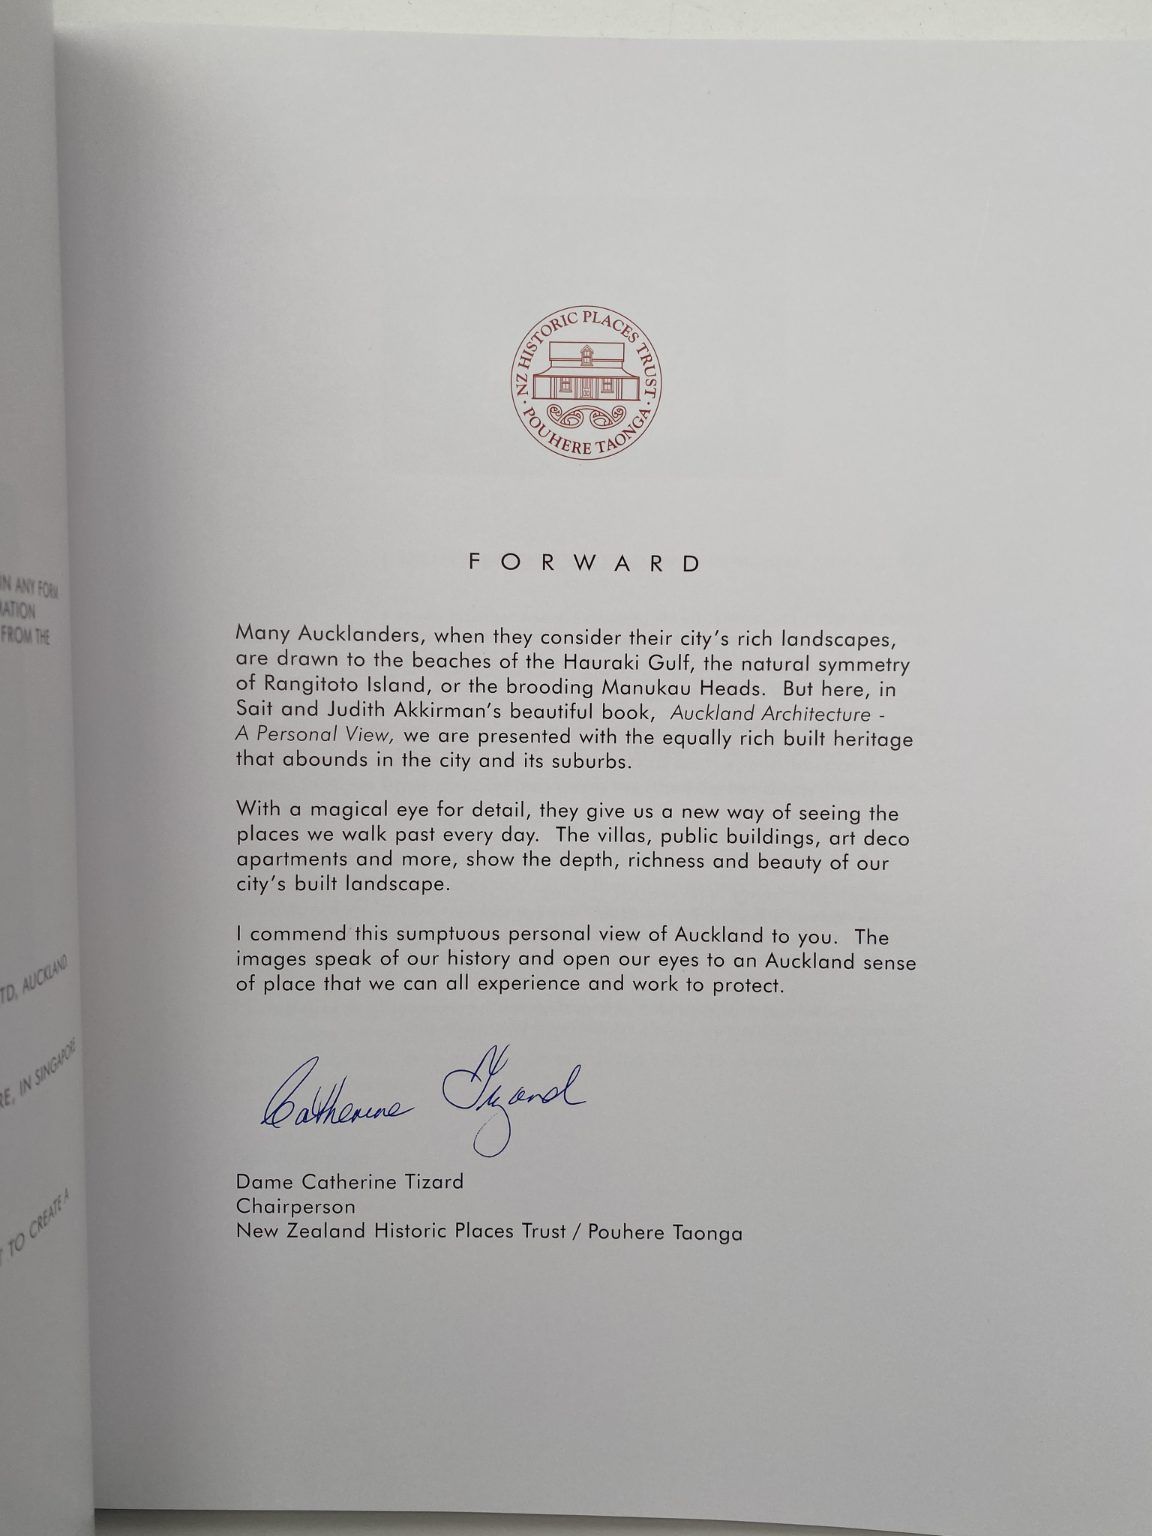 IN ANY FORM
FROM THE
TD, AUCKLAND.
RE, IN SINGAPORE
TO CREATE A
NZ HISTORIC PLACES TRUST
· POUHERE TAONGA ·
FORWARD
Many Aucklanders, when they consider their city's rich landscapes,
are drawn to the beaches of the Hauraki Gulf, the natural symmetry
of Rangitoto Island, or the brooding Manukau Heads. But here, in
Sait and Judith Akkirman's beautiful book, Auckland Architecture -
A Personal View, we are presented with the equally rich built heritage
that abounds in the city and its suburbs.
With a magical eye for detail, they give us a new way of seeing the
places we walk past every day. The villas, public buildings, art deco
apartments and more, show the depth, richness and beauty of our
city's built landscape.
I commend this sumptuous personal view of Auckland to you. The
images speak of our history and open our eyes to an Auckland sense
of place that we can all experience and work to protect.
Catherine Tizard
Dame Catherine Tizard
Chairperson
New Zealand Historic Places Trust / Pouhere Taonga